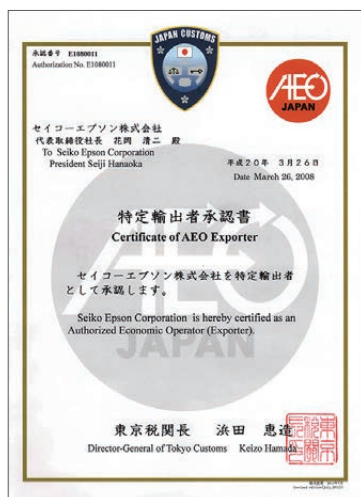 承認番号 E1080011
Authorization No. E1080011
JAPAN CUSTOMS
AEO
JAPAN
セイコーエプソン株式会社
代表取締役社長 花岡 清二 殿
To Seiko Epson Corporation
President Seiji Hanaoka
平成20年 3月26日
Date March 26, 2008
特定輸出者承認書
Certificate of AEO Exporter
セイコーエプソン株式会社を特定輸出者
として承認します。
Seiko Epson Corporation is hereby certified as an
Authorized Economic Operator (Exporter).
AEO
JAPAN
東京税関長 浜田 恵造
Director-General of Tokyo Customs Keizo Hamada